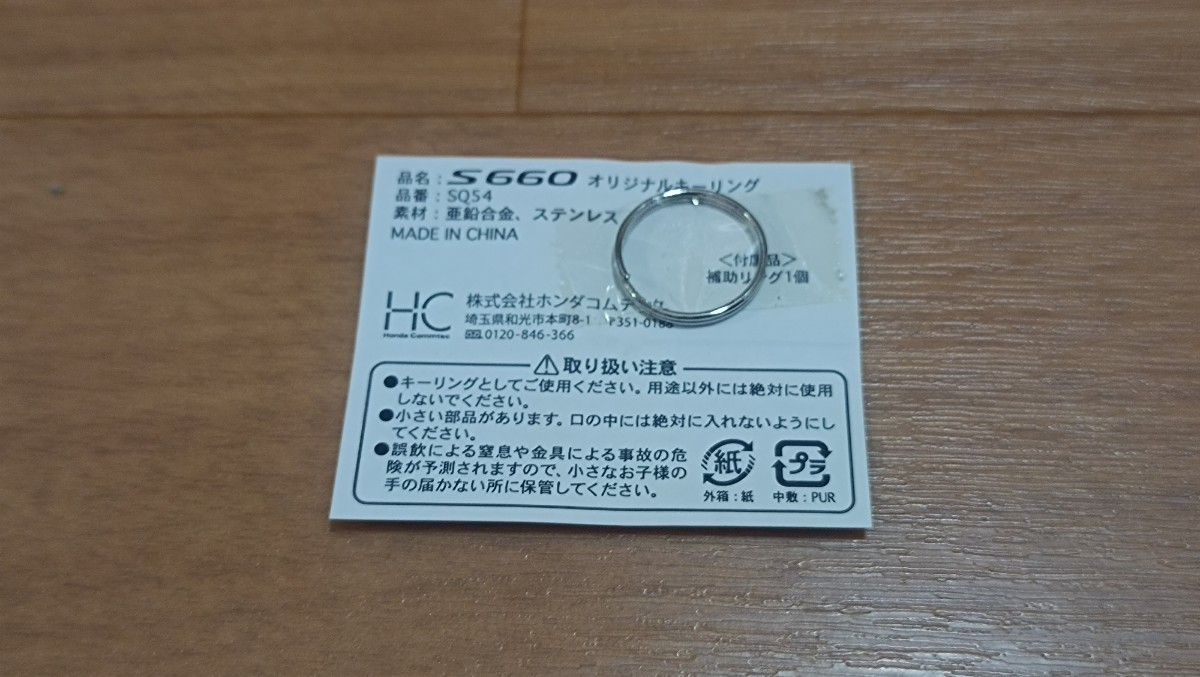 品名：S660 オリジナルキーリング
品番：SQ54
素材：亜鉛合金、ステンレス
MADE IN CHINA
<付属品>
補助リング1個
HC
Honda Commtec
株式会社ホンダコムテック
埼玉県和光市本町8-1 〒351-0188
0120-846-366
⚠取り扱い注意
●キーリングとしてご使用ください。用途以外には絶対に使用
しないでください。
●小さい部品があります。口の中には絶対に入れないようにし
てください。
●誤飲による窒息や金具による事故の危
険が予測されますので、小さなお子様の
手の届かない所に保管してください。
紙
外箱：紙
プラ
中敷：PUR